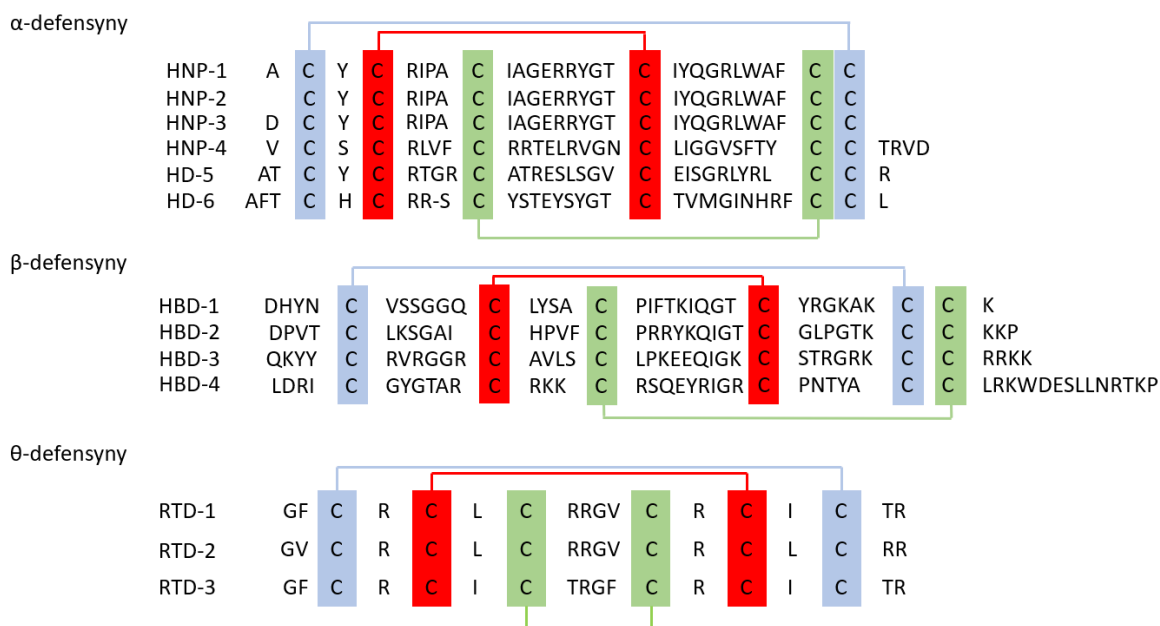 α-defensyny
HNP-1 A C Y C RIPA C IAGERRYGT C IYQGRLWAF C C
HNP-2 C Y C RIPA C IAGERRYGT C IYQGRLWAF C C
HNP-3 D C Y C RIPA C IAGERRYGT C IYQGRLWAF C C
HNP-4 V C S C RLVF C RRTELRVGN C LIGGVSFTY C C TRVD
HD-5 AT C Y C RTGR C ATRESLSGV C EISGRLYRL C C R
HD-6 AFT C H C RR-S C YSTEYSYGT C TVMGINHRF C C L
β-defensyny
HBD-1 DHYN C VSSGGQ C LYSA C PIFTKIQGT C YRGKAK C C K
HBD-2 DPVT C LKSGAI C HPVF C PRRYKQIGT C GLPGTK C C KKP
HBD-3 QKYY C RVRGGR C AVLS C LPKEEQIGK C STRGRK C C RRKK
HBD-4 LDRI C GYGTAR C RKK C RSQEYRIGR C PNTYA C C LRKWDESLLNRTKP
θ-defensyny
RTD-1 GF C R C L C RRGV C R C I C TR
RTD-2 GV C R C L C RRGV C R C L C RR
RTD-3 GF C R C I C TRGF C R C I C TR